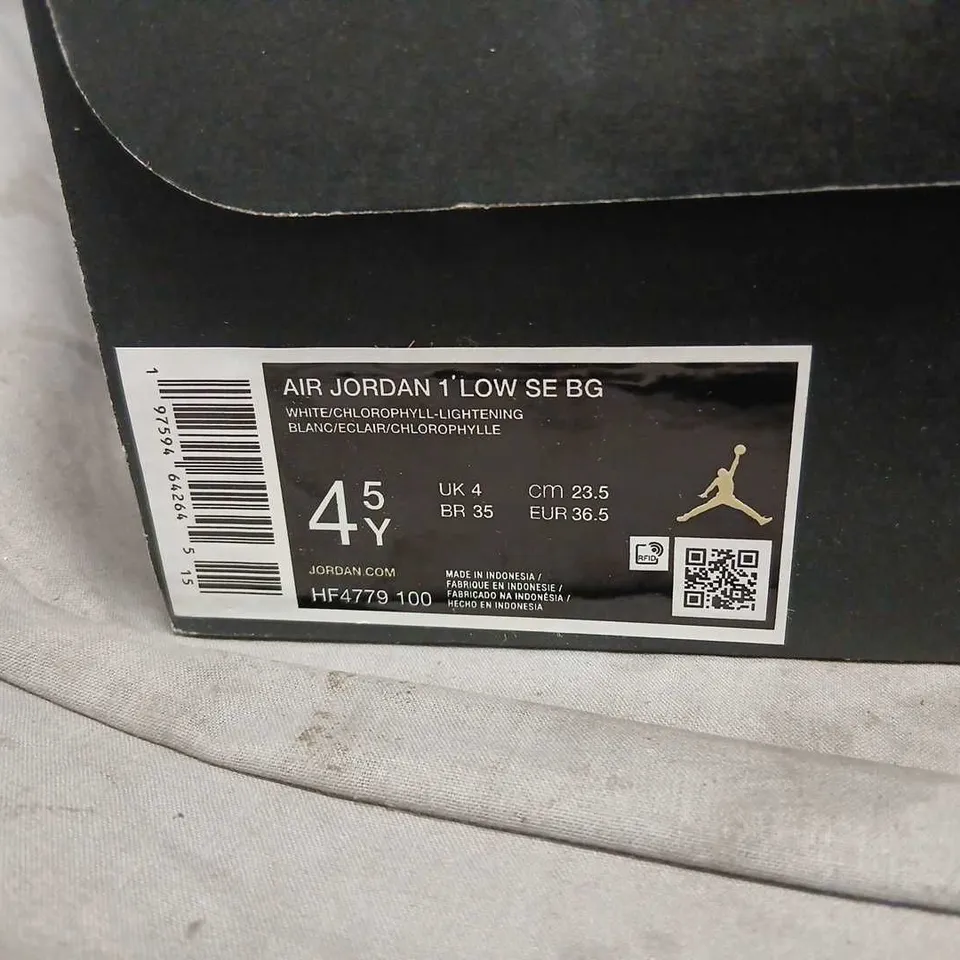 AIR JORDAN 1 LOW SE BG
WHITE/CHLOROPHYLL-LIGHTENING
BLANC/ECLAIR/CHLOROPHYLLE
4 5 Y
UK 4 CM 23.5
BR 35 EUR 36.5
JORDAN.COM
HF4779 100
MADE IN INDONESIA /
FABRIQUE EN INDONESIE /
FABRICADO NA INDONÉSIA /
HECHO EN INDONESIA
RFID
1 97594 64264 5 15